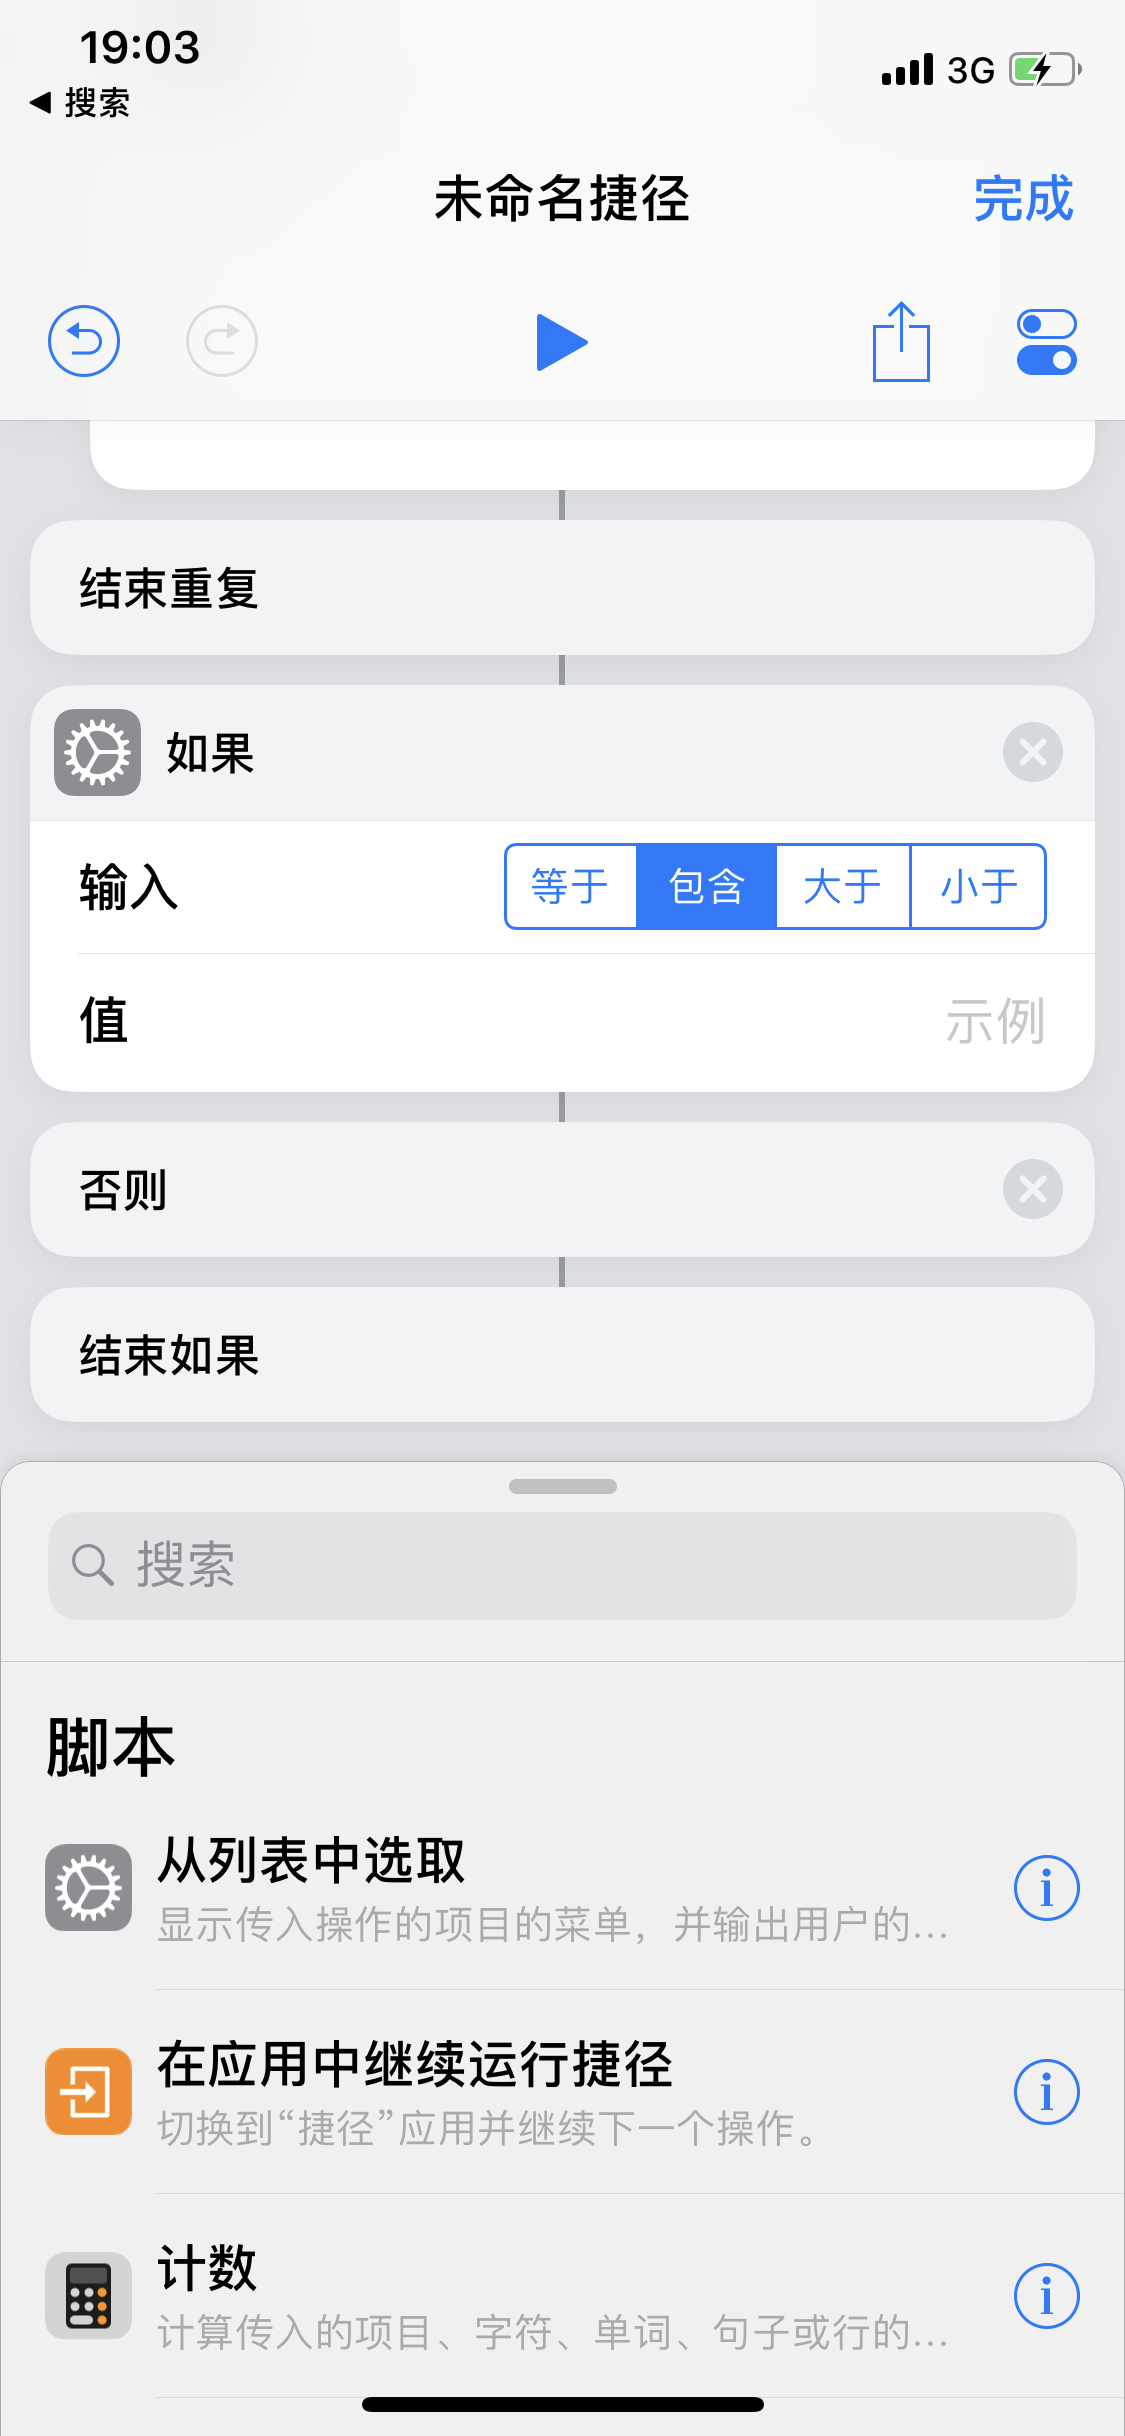 19:03
3G
◀ 搜索
未命名捷径
完成
结束重复
如果
输入
等于
包含
大于
小于
值
示例
否则
结束如果
搜索
脚本
从列表中选取
显示传入操作的项目的菜单，并输出用户的...
在应用中继续运行捷径
切换到“捷径”应用并继续下一个操作。
计数
计算传入的项目、字符、单词、句子或行的...